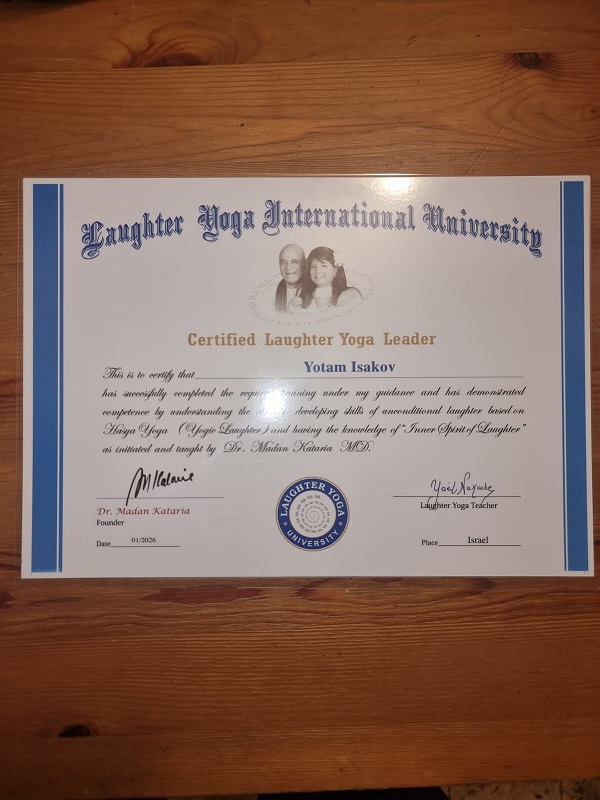 Laughter Yoga International University
Certified Laughter Yoga Leader
This is to certify that Yotam Isakov
has successfully completed the training under my guidance and has demonstrated
competence by understanding the developing skills of unconditional laughter based on
Hasya Yoga (Yogic Laughter) and having the knowledge of "Inner Spirit of Laughter"
as initiated and taught by Dr. Madan Kataria MD.
M Kataria
Dr. Madan Kataria
Founder
Date 01/2026
LAUGHTER YOGA
UNIVERSITY
Laughter Yoga Teacher
Place Israel